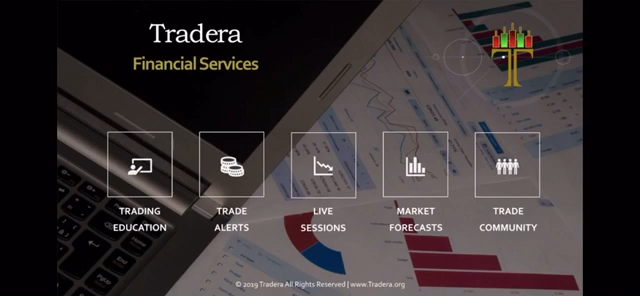 Tradera
Financial Services
TRADING
EDUCATION
TRADE
ALERTS
LIVE
SESSIONS
MARKET
FORECASTS
TRADE
COMMUNITY
© 2019 Tradera All Rights Reserved | www.Tradera.org